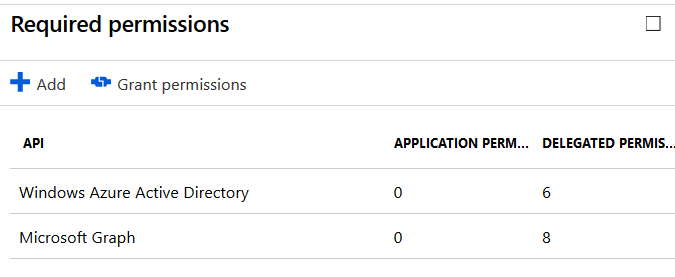 Required permissions
Add Grant permissions
API APPLICATION PERM... DELEGATED PERMIS...
Windows Azure Active Directory 0 6
Microsoft Graph 0 8